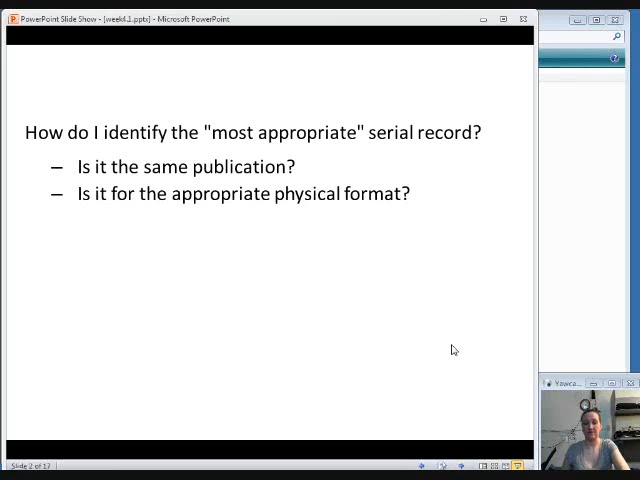 PowerPoint Slide Show - [week4.1.pptx] - Microsoft PowerPoint
How do I identify the "most appropriate" serial record?
– Is it the same publication?
– Is it for the appropriate physical format?
Yawca...
Slide 2 of 17